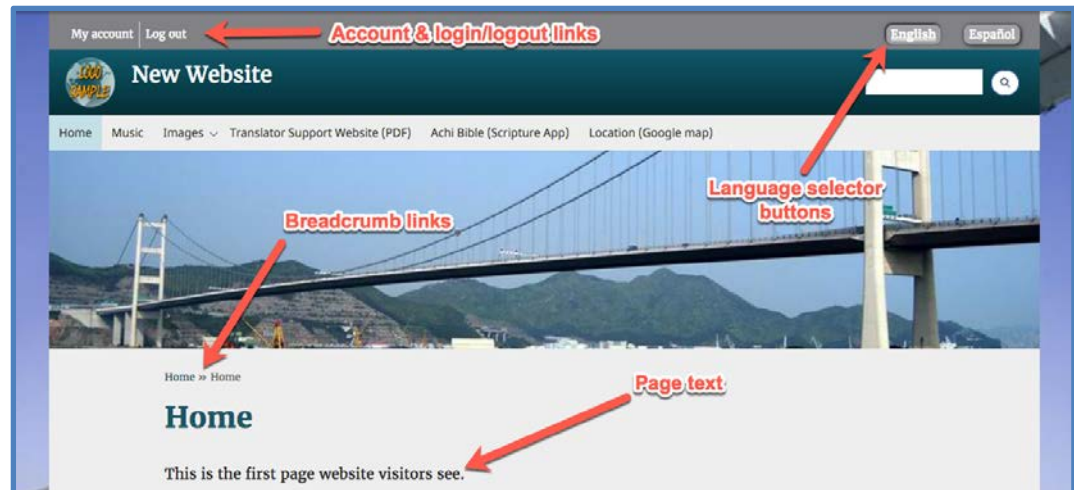 My account Log out
Account & login/logout links
English Español
LOGO
SAMPLE
New Website
Home Music Images Translator Support Website (PDF) Achi Bible (Scripture App) Location (Google map)
Language selector
buttons
Breadcrumb links
Home » Home
Page text
Home
This is the first page website visitors see.